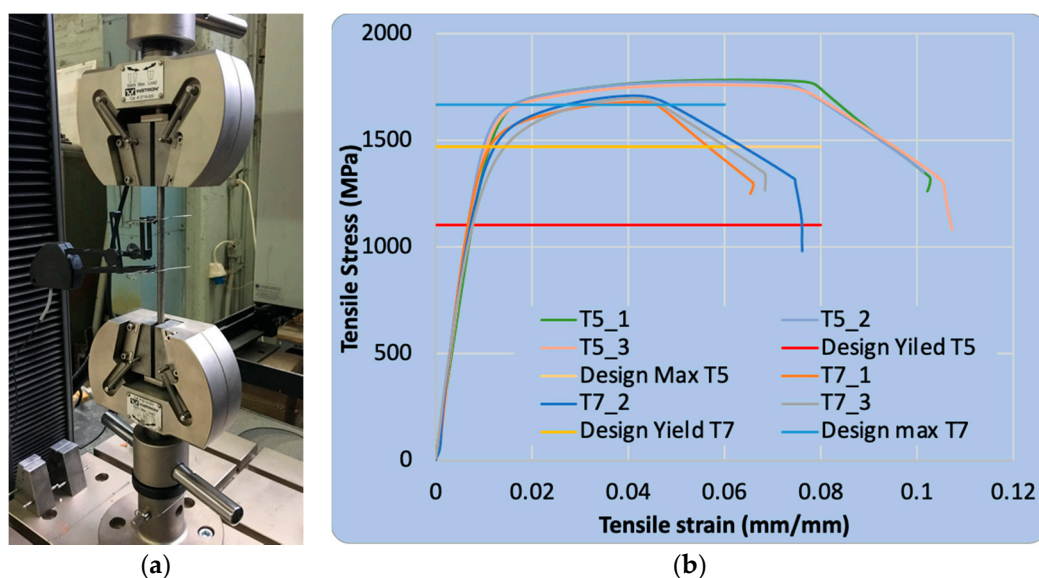 INSTRON
2000
1500
1000
500
0
Tensile Stress (MPa)
T5_1 T5_2
T5_3 Design Yiled T5
Design Max T5 T7_1
T7_2 T7_3
Design Yield T7 Design max T7
0 0.02 0.04 0.06 0.08 0.1 0.12
Tensile strain (mm/mm)
(a) (b)